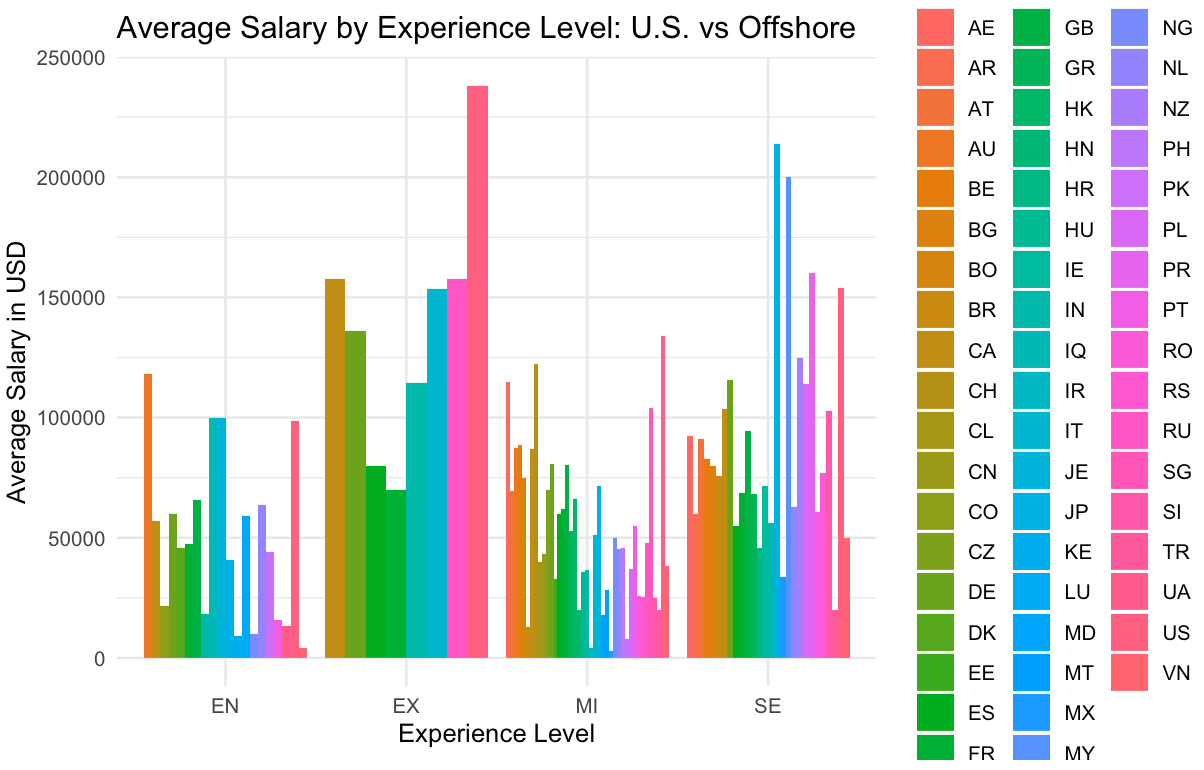 Average Salary by Experience Level: U.S. vs Offshore
Average Salary in USD
250000
200000
150000
100000
50000
0
EN
EX
MI
SE
Experience Level
AE
AR
AT
AU
BE
BG
BO
BR
CA
CH
CL
CN
CO
CZ
DE
DK
EE
ES
FR
GB
GR
HK
HN
HR
HU
IE
IN
IQ
IR
IT
JE
JP
KE
LU
MD
MT
MX
MY
NG
NL
NZ
PH
PK
PL
PR
PT
RO
RS
RU
SG
SI
TR
UA
US
VN